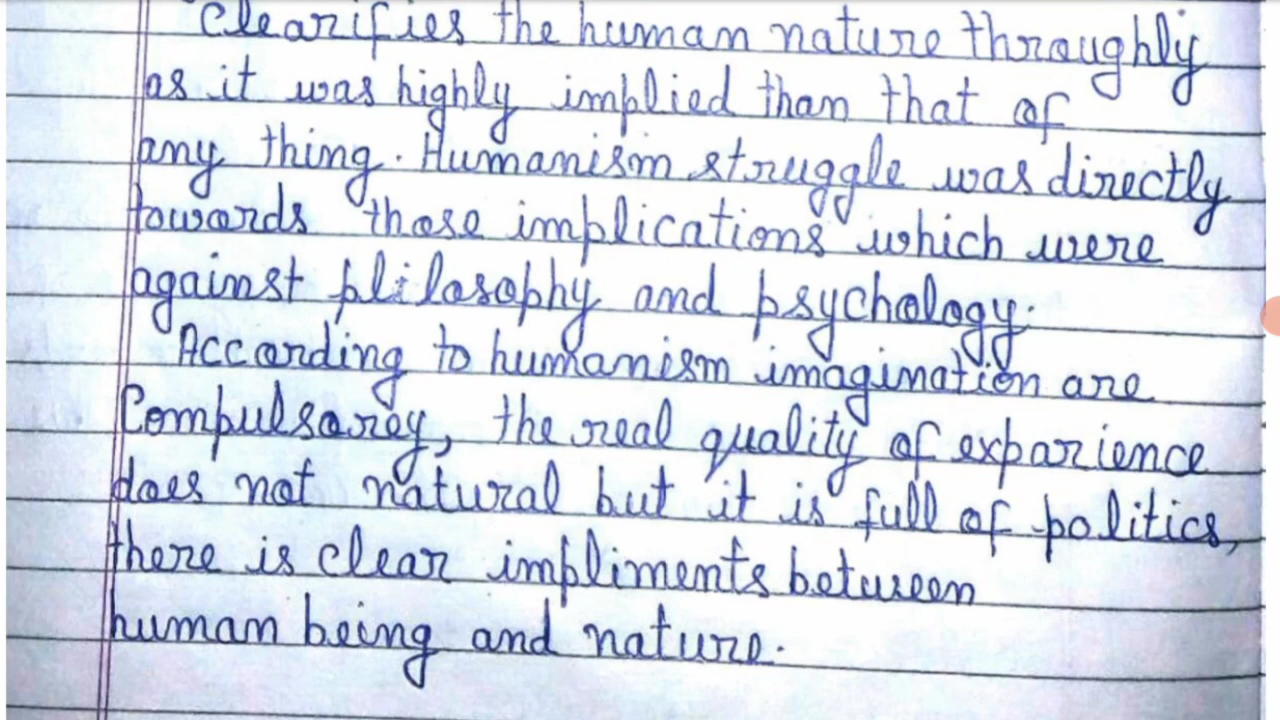 Clearifies the human nature throughly
as it was highly implied than that of
any thing. Humanism struggle was directly
towards those implications which were
against plilosophy and psychology.
According to humanism imagination are
Compulsorey, the real quality of exparience
does not natural but it is full of politics,
there is clear impliments between
human being and nature.